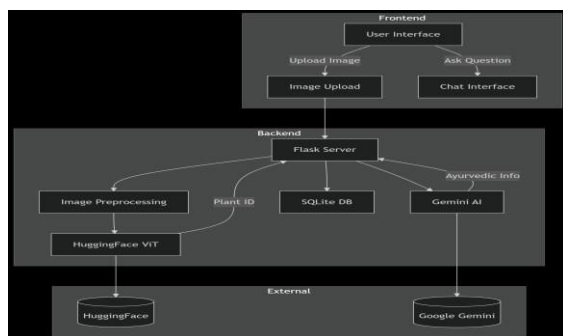 Frontend
User Interface
Upload Image
Ask Question
Image Upload
Chat Interface
Backend
Flask Server
Ayurvedic Info
Image Preprocessing
Plant ID
SQLite DB
Gemini AI
HuggingFace ViT
External
HuggingFace
Google Gemini